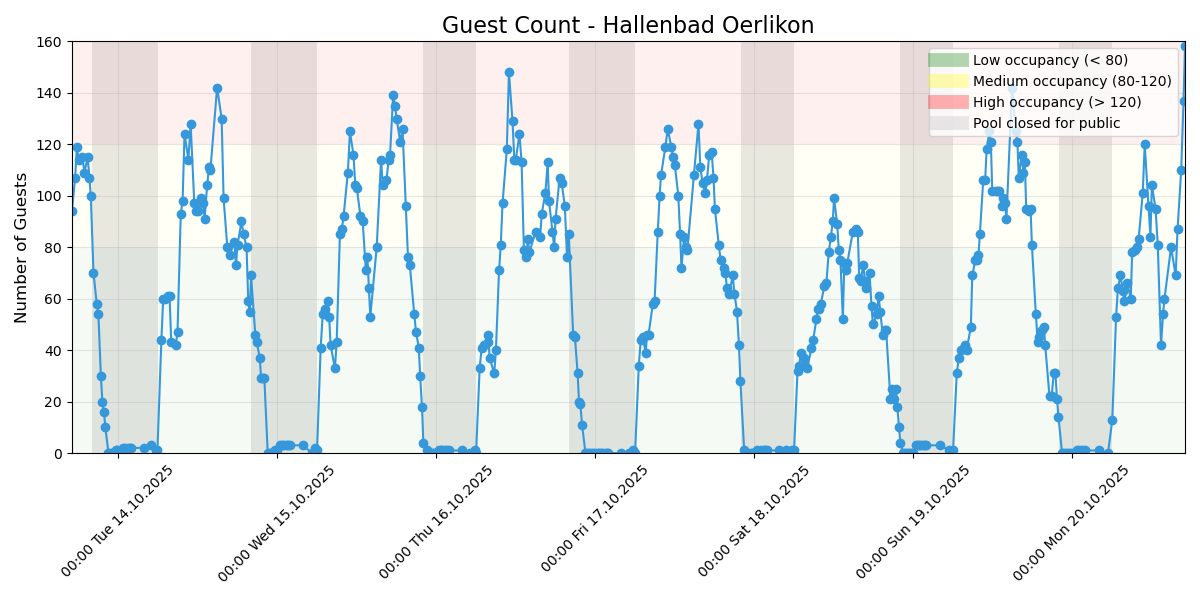 Guest Count - Hallenbad Oerlikon
Number of Guests
160
140
120
100
80
60
40
20
0
Low occupancy (< 80)
Medium occupancy (80-120)
High occupancy (> 120)
Pool closed for public
00:00 Tue 14.10.2025
00:00 Wed 15.10.2025
00:00 Thu 16.10.2025
00:00 Fri 17.10.2025
00:00 Sat 18.10.2025
00:00 Sun 19.10.2025
00:00 Mon 20.10.2025